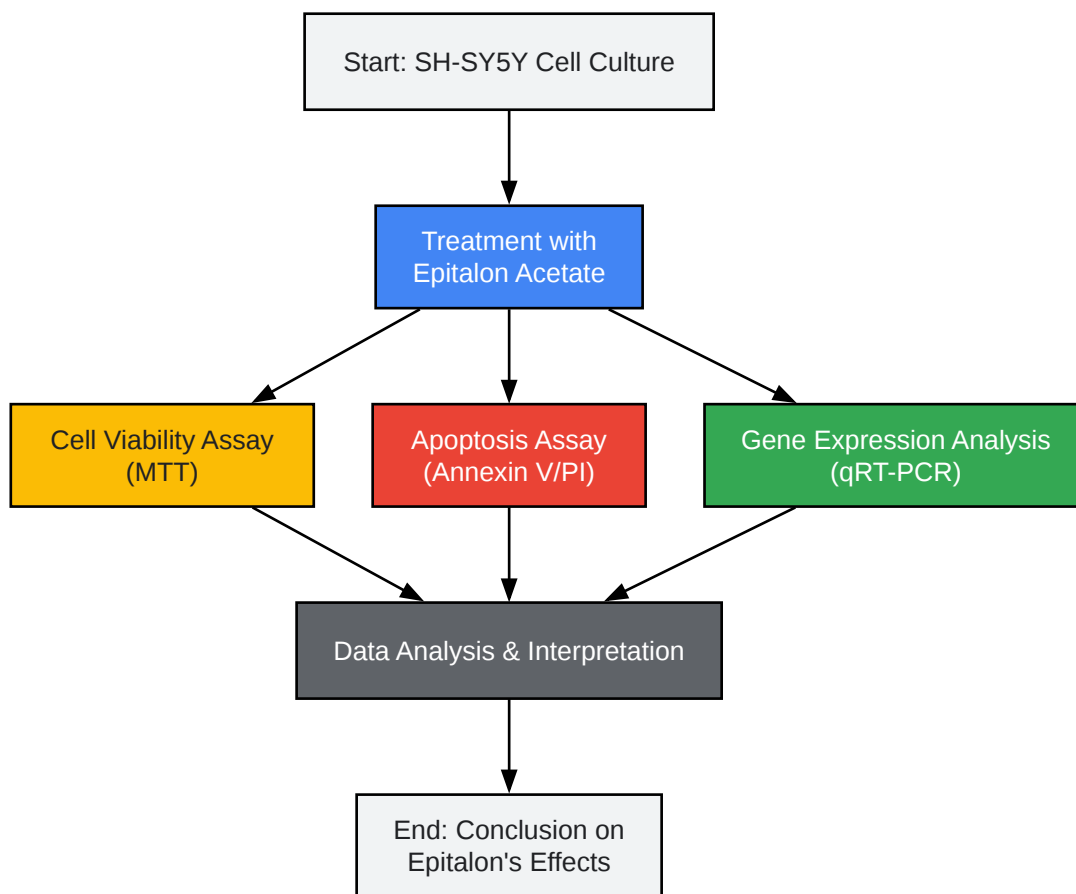 Start: SH-SY5Y Cell Culture
Treatment with
Epitalon Acetate
Cell Viability Assay
(MTT)
Apoptosis Assay
(Annexin V/PI)
Gene Expression Analysis
(qRT-PCR)
Data Analysis & Interpretation
End: Conclusion on
Epitalon's Effects